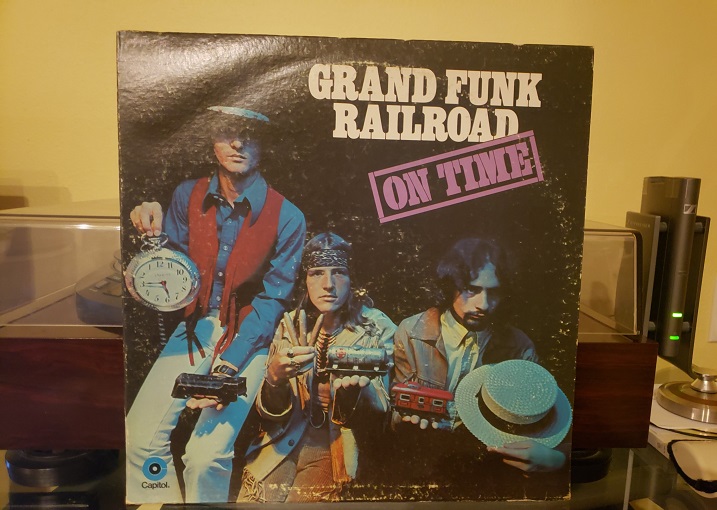 GRAND FUNK
RAILROAD
ON TIME
Capitol.